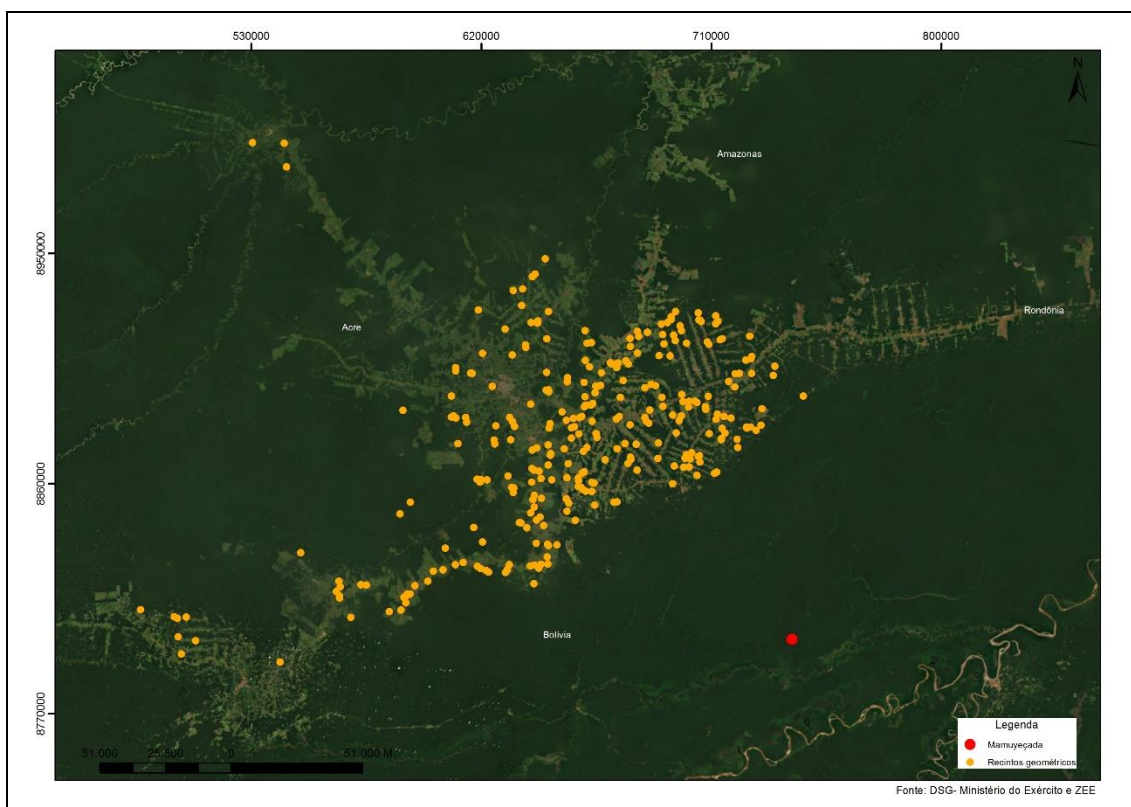 530000 620000 710000 800000
N
Amazonas
8950000
Rondônia
Acre
8860000
Bolívia
8770000
Legenda
Mamuyeçada
Recintos geométricos
51 000 25 500 0 51 000 M
Fonte: DSG- Ministério do Exército e ZEE